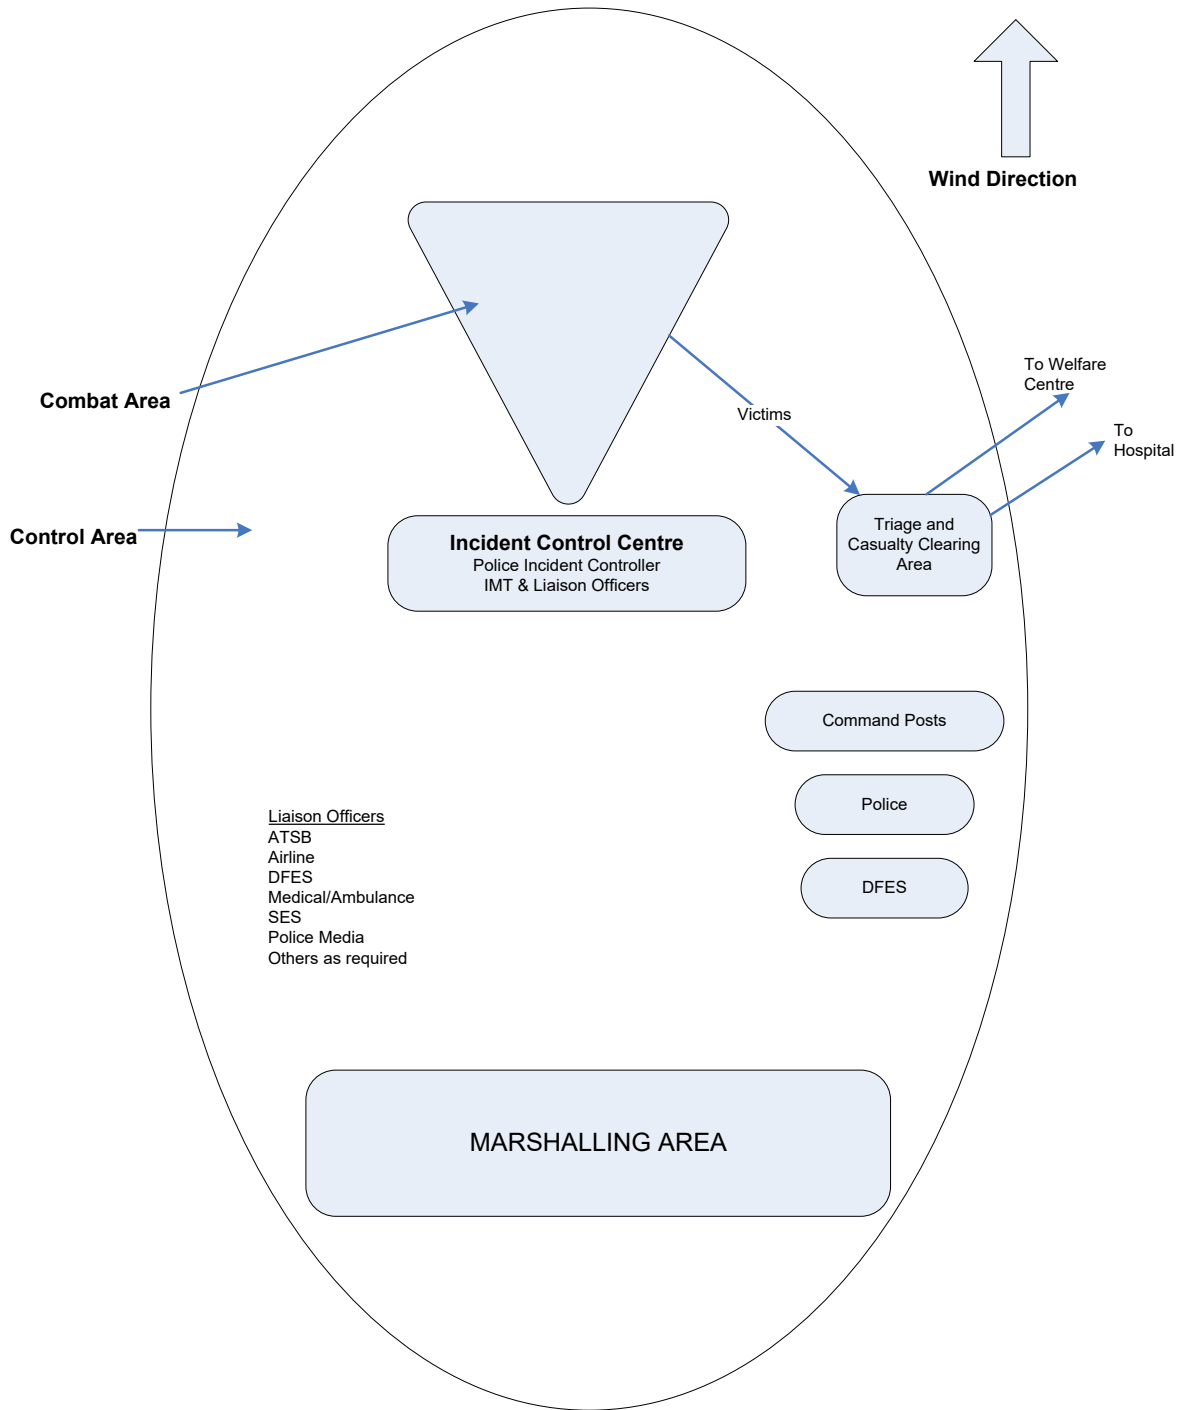 Wind Direction
To Welfare
Centre
Combat Area
Victims
To
Hospital
Control Area
Incident Control Centre
Police Incident Controller
IMT & Liaison Officers
Triage and
Casualty Clearing
Area
Command Posts
Police
DFES
Liaison Officers
ATSB
Airline
DFES
Medical/Ambulance
SES
Police Media
Others as required
MARSHALLING AREA